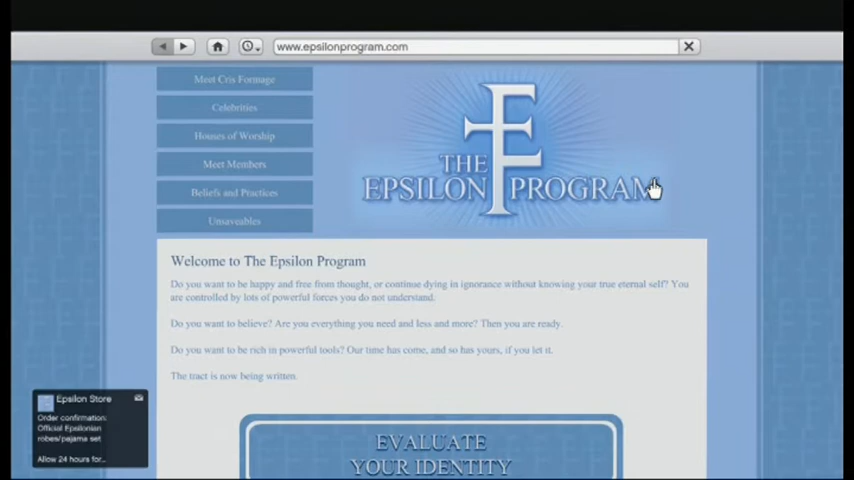 www.epsilonprogram.com
Meet Cris Formage
Celebrities
Houses of Worship
Meet Members
Beliefs and Practices
Unsaveables
THE
EPSILON PROGRAM
Welcome to The Epsilon Program
Do you want to be happy and free from thought, or continue dying in ignorance without knowing your true eternal self? You
are controlled by lots of powerful forces you do not understand.
Do you want to believe? Are you everything you need and less and more? Then you are ready.
Do you want to be rich in powerful tools? Our time has come, and so has yours, if you let it.
The tract is now being written.
Epsilon Store
Order confirmation:
Official Epsilonian
robes/pajama set
Allow 24 hours for...
EVALUATE
YOUR IDENTITY